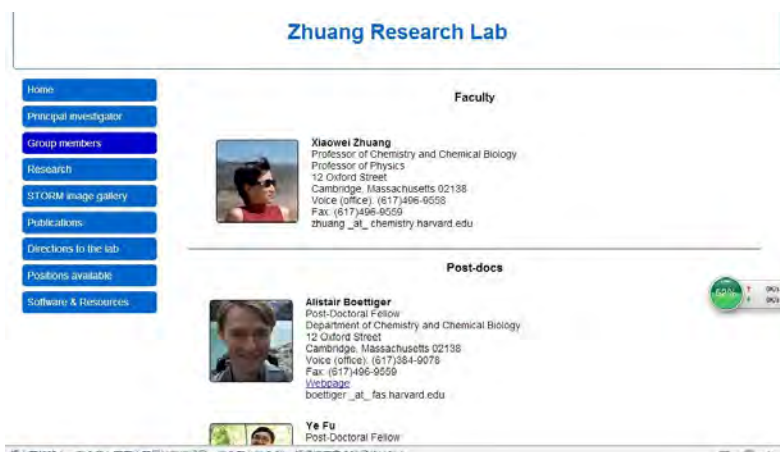 Zhuang Research Lab
Home
Principal investigator
Group members
Research
STORM image gallery
Publications
Directions to the lab
Positions available
Software & Resources
Faculty
Xiaowei Zhuang
Professor of Chemistry and Chemical Biology
Professor of Physics
12 Oxford Street
Cambridge, Massachusetts 02138
Voice (office). (617)496-9558
Fax: (617)496-9559
zhuang _at_ chemistry.harvard.edu
Post-docs
Alistair Boettiger
Post-Doctoral Fellow
Department of Chemistry and Chemical Biology
12 Oxford Street
Cambridge, Massachusetts 02138
Voice (office). (617)384-9078
Fax: (617)496-9559
Webpage
boettiger _at_ fas.harvard.edu
Ye Fu
Post-Doctoral Fellow
62%